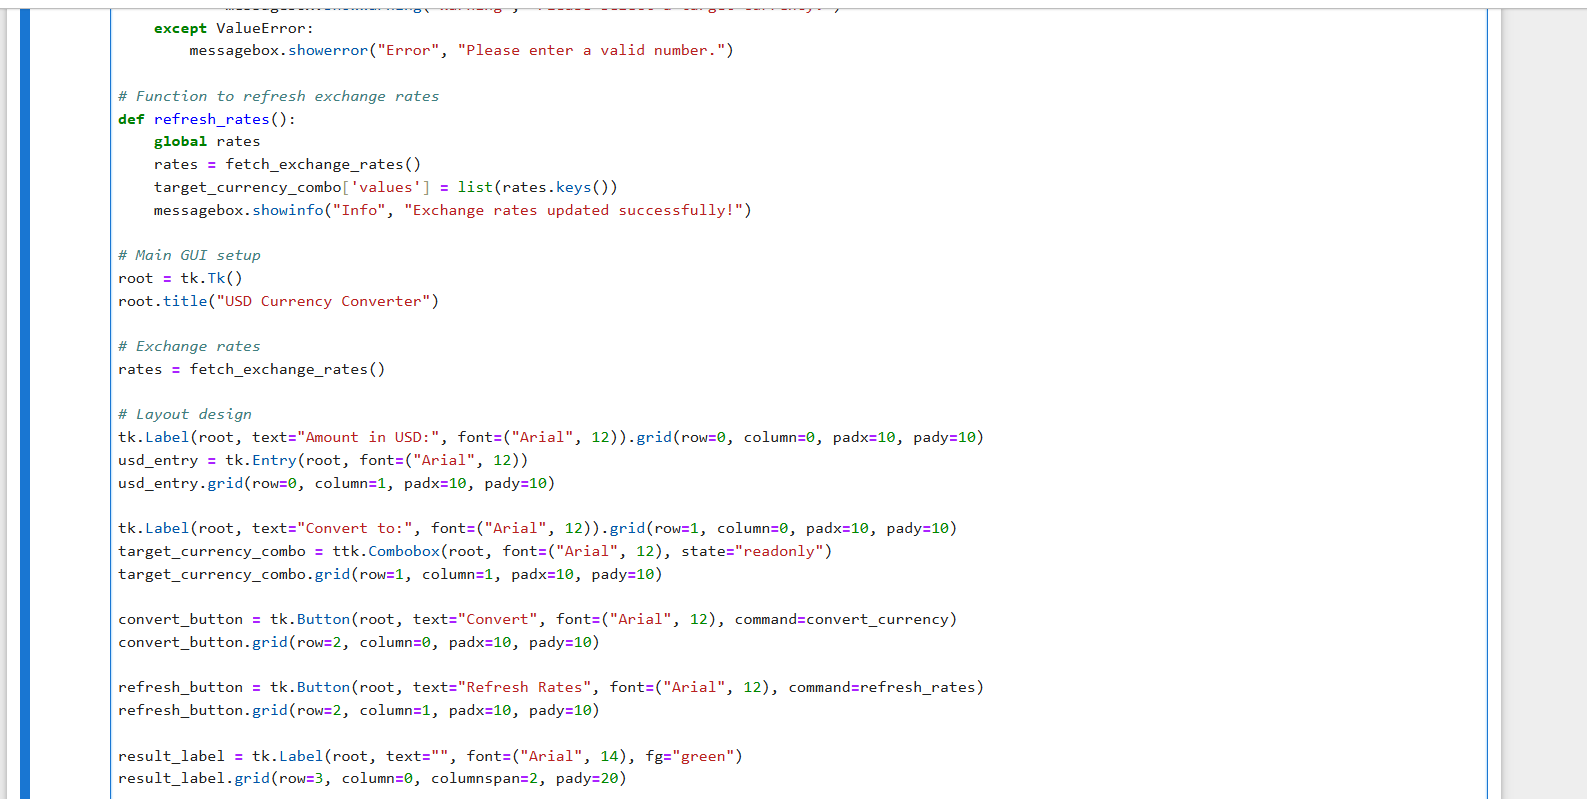 except ValueError:
messagebox.showerror("Error", "Please enter a valid number.")
# Function to refresh exchange rates
def refresh_rates():
global rates
rates = fetch_exchange_rates()
target_currency_combo['values'] = list(rates.keys())
messagebox.showinfo("Info", "Exchange rates updated successfully!")
# Main GUI setup
root = tk.Tk()
root.title("USD Currency Converter")
# Exchange rates
rates = fetch_exchange_rates()
# Layout design
tk.Label(root, text="Amount in USD:", font=("Arial", 12)).grid(row=0, column=0, padx=10, pady=10)
usd_entry = tk.Entry(root, font=("Arial", 12))
usd_entry.grid(row=0, column=1, padx=10, pady=10)
tk.Label(root, text="Convert to:", font=("Arial", 12)).grid(row=1, column=0, padx=10, pady=10)
target_currency_combo = ttk.Combobox(root, font=("Arial", 12), state="readonly")
target_currency_combo.grid(row=1, column=1, padx=10, pady=10)
convert_button = tk.Button(root, text="Convert", font=("Arial", 12), command=convert_currency)
convert_button.grid(row=2, column=0, padx=10, pady=10)
refresh_button = tk.Button(root, text="Refresh Rates", font=("Arial", 12), command=refresh_rates)
refresh_button.grid(row=2, column=1, padx=10, pady=10)
result_label = tk.Label(root, text="", font=("Arial", 14), fg="green")
result_label.grid(row=3, column=0, columnspan=2, pady=20)